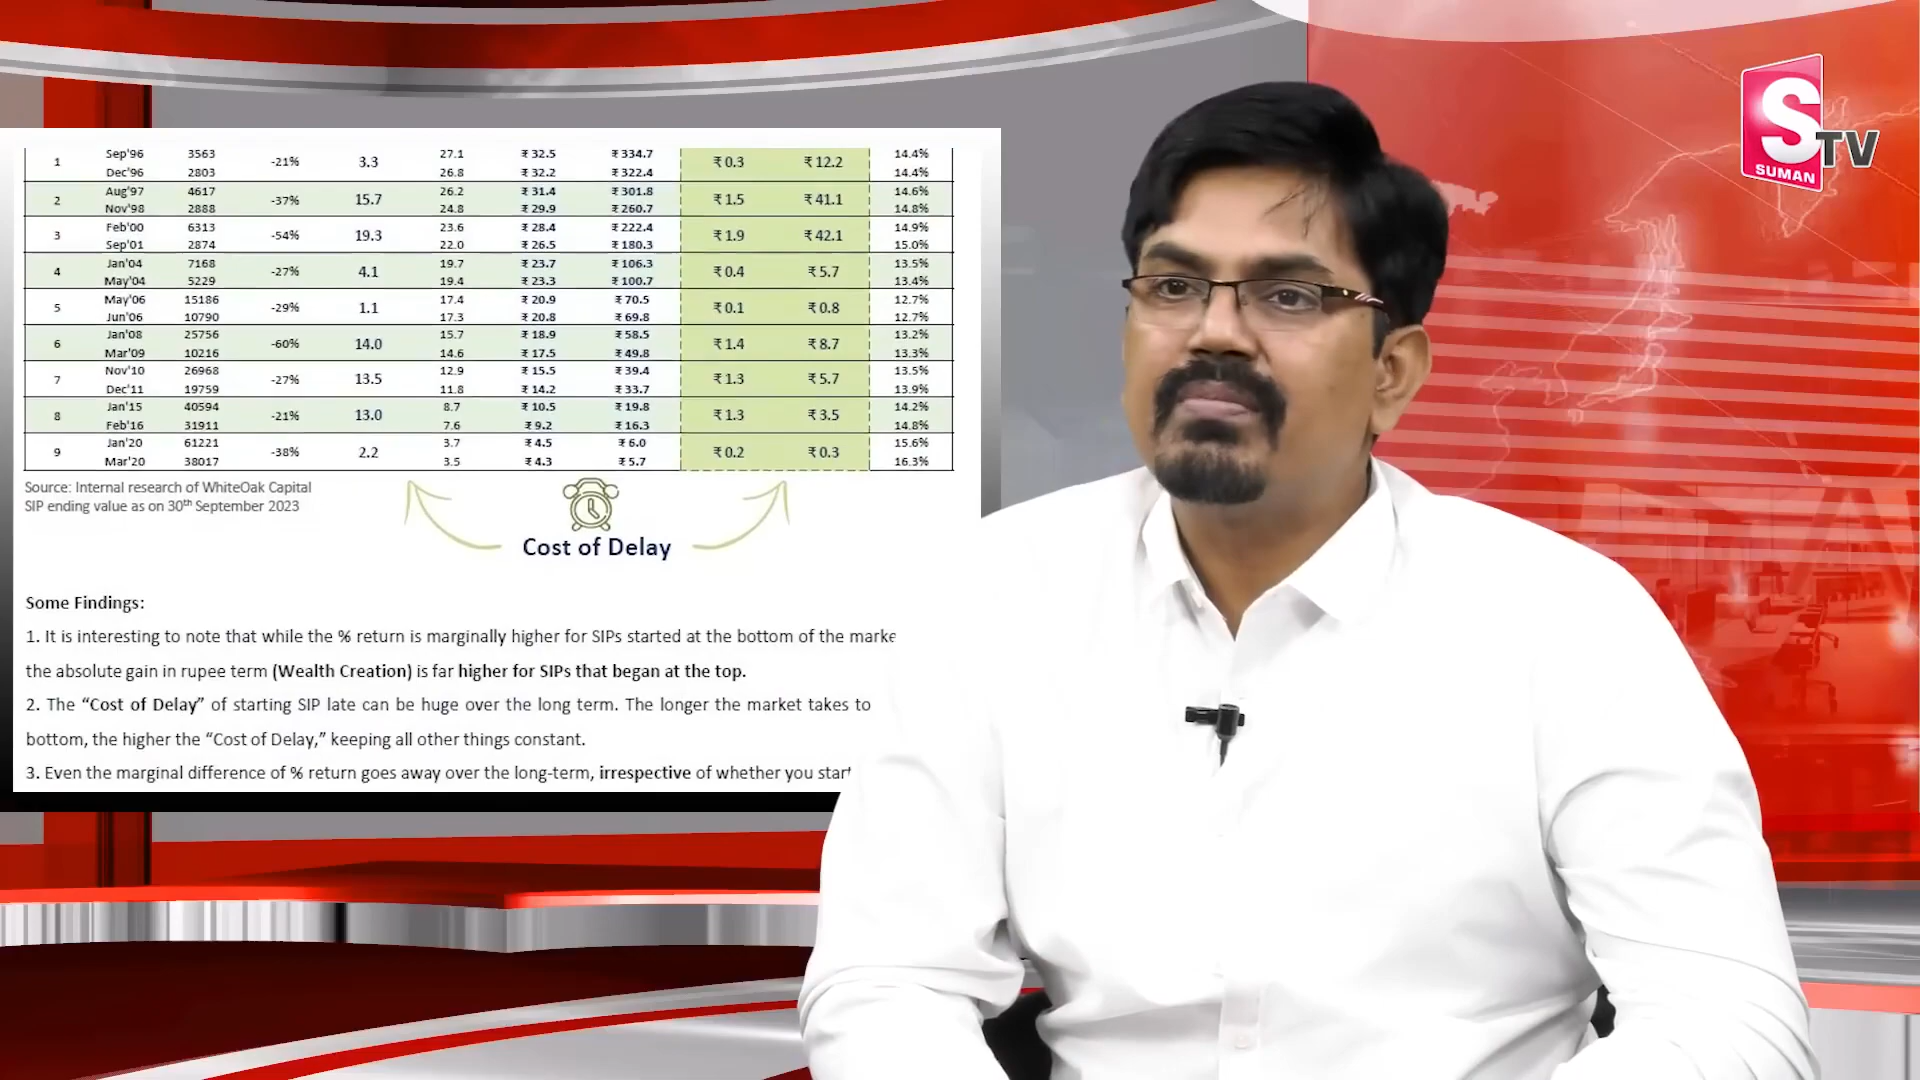 1 Sep'96 3563 -21% 3.3 27.1 ₹ 32.5 ₹ 334.7 ₹ 0.3 ₹ 12.2 14.4%
Dec'96 2803 26.8 ₹ 32.2 ₹ 322.4 14.4%
2 Aug'97 4617 -37% 15.7 26.2 ₹ 31.4 ₹ 301.8 ₹ 1.5 ₹ 41.1 14.6%
Nov'98 2888 24.8 ₹ 29.9 ₹ 260.7 14.8%
3 Feb'00 6313 -54% 19.3 23.6 ₹ 28.4 ₹ 222.4 ₹ 1.9 ₹ 42.1 14.9%
Sep'01 2874 22.0 ₹ 26.5 ₹ 180.3 15.0%
4 Jan'04 7168 -27% 4.1 19.7 ₹ 23.7 ₹ 106.3 ₹ 0.4 ₹ 5.7 13.5%
May'04 5229 19.4 ₹ 23.3 ₹ 100.7 13.4%
5 May'06 15186 -29% 1.1 17.4 ₹ 20.9 ₹ 70.5 ₹ 0.1 ₹ 0.8 12.7%
Jun'06 10790 17.3 ₹ 20.8 ₹ 69.8 12.7%
6 Jan'08 25756 -60% 14.0 15.7 ₹ 18.9 ₹ 58.5 ₹ 1.4 ₹ 8.7 13.2%
Mar'09 10216 14.6 ₹ 17.5 ₹ 49.8 13.3%
7 Nov'10 26968 -27% 13.5 12.9 ₹ 15.5 ₹ 39.4 ₹ 1.3 ₹ 5.7 13.5%
Dec'11 19759 11.8 ₹ 14.2 ₹ 33.7 13.9%
8 Jan'15 40594 -21% 13.0 8.7 ₹ 10.5 ₹ 19.8 ₹ 1.3 ₹ 3.5 14.2%
Feb'16 31911 7.6 ₹ 9.2 ₹ 16.3 14.8%
9 Jan'20 61221 -38% 2.2 3.7 ₹ 4.5 ₹ 6.0 ₹ 0.2 ₹ 0.3 15.6%
Mar'20 38017 3.5 ₹ 4.3 ₹ 5.7 16.3%
Source: Internal research of WhiteOak Capital
SIP ending value as on 30th September 2023
Cost of Delay
Some Findings:
1. It is interesting to note that while the % return is marginally higher for SIPs started at the bottom of the marke
the absolute gain in rupee term (Wealth Creation) is far higher for SIPs that began at the top.
2. The “Cost of Delay” of starting SIP late can be huge over the long term. The longer the market takes to
bottom, the higher the “Cost of Delay,” keeping all other things constant.
3. Even the marginal difference of % return goes away over the long-term, irrespective of whether you start
S TV
SUMAN